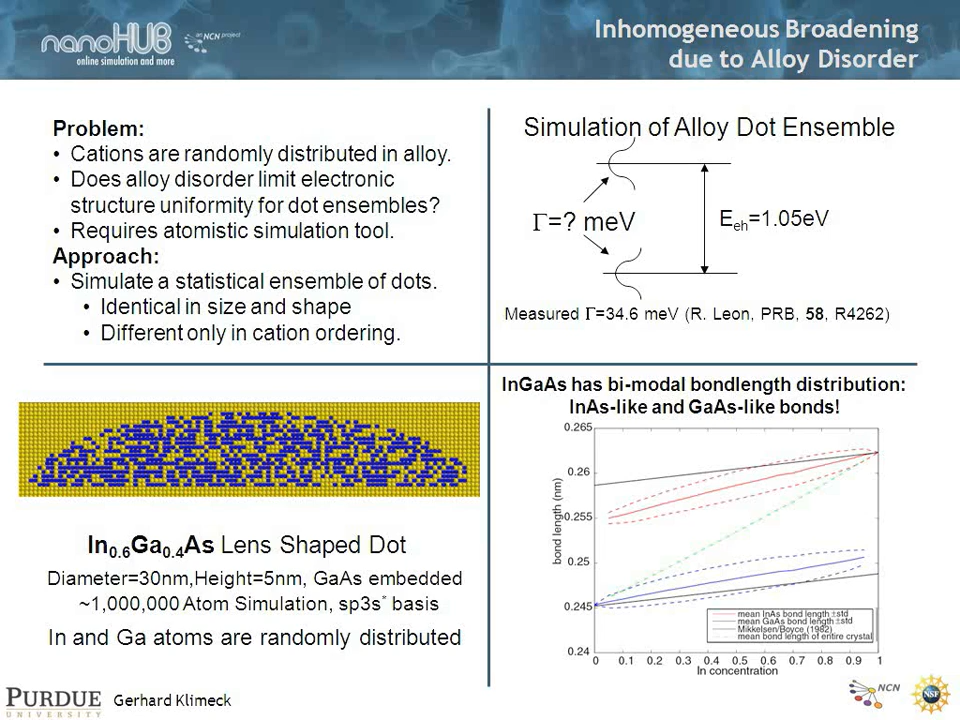 nanoHUB
an NCN project
online simulation and more
Inhomogeneous Broadening
due to Alloy Disorder
Problem:
• Cations are randomly distributed in alloy.
• Does alloy disorder limit electronic
structure uniformity for dot ensembles?
• Requires atomistic simulation tool.
Approach:
• Simulate a statistical ensemble of dots.
• Identical in size and shape
• Different only in cation ordering.
Simulation of Alloy Dot Ensemble
Γ=? meV
Eeh=1.05eV
Measured Γ=34.6 meV (R. Leon, PRB, 58, R4262)
In0.6Ga0.4As Lens Shaped Dot
Diameter=30nm,Height=5nm, GaAs embedded
~1,000,000 Atom Simulation, sp3s* basis
In and Ga atoms are randomly distributed
InGaAs has bi-modal bondlength distribution:
InAs-like and GaAs-like bonds!
0.265
0.26
0.255
0.25
0.245
0.24
bond length (nm)
mean InAs bond length ±std
mean GaAs bond length ±std
Mikkelsen/Boyce (1982)
mean bond length of entire crystal
0 0.1 0.2 0.3 0.4 0.5 0.6 0.7 0.8 0.9 1
In concentration
PURDUE
UNIVERSITY
Gerhard Klimeck
NCN
NSF